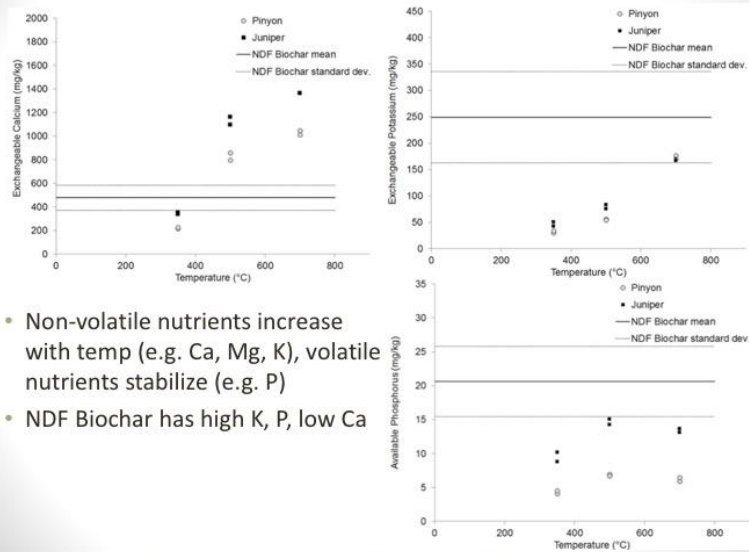 2000
1800
1600
1400
1200
1000
800
600
400
200
0
0 200 400 600 800
Exchangeable Calcium (mg/kg)
Temperature (°C)
Pinyon
Juniper
NDF Biochar mean
NDF Biochar standard dev.
450
400
350
300
250
200
150
100
50
0
0 200 400 600 800
Exchangeable Potassium (mg/kg)
Temperature (°C)
Pinyon
Juniper
NDF Biochar mean
NDF Biochar standard dev.
• Non-volatile nutrients increase
with temp (e.g. Ca, Mg, K), volatile
nutrients stabilize (e.g. P)
• NDF Biochar has high K, P, low Ca
35
30
25
20
15
10
5
0
0 200 400 600 800
Available Phosphorus (mg/kg)
Temperature (°C)
Pinyon
Juniper
NDF Biochar mean
NDF Biochar standard dev.